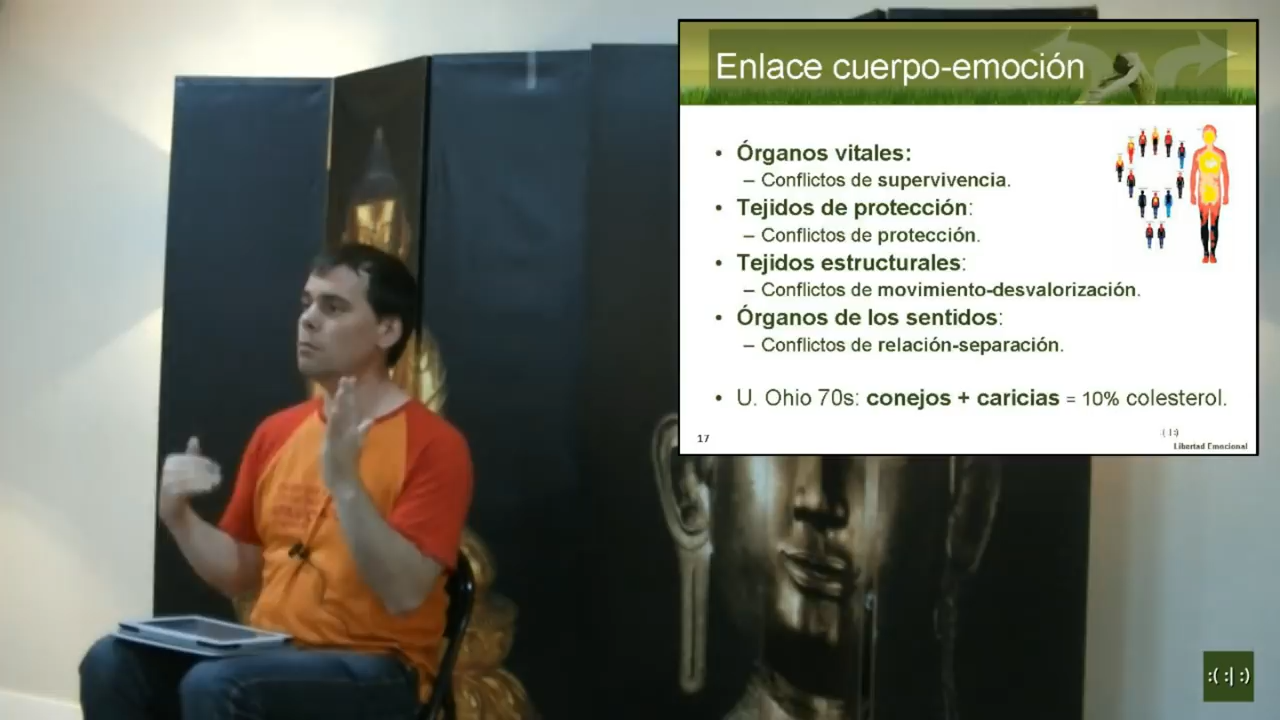 Enlace cuerpo-emoción
• Órganos vitales:
– Conflictos de supervivencia.
• Tejidos de protección:
– Conflictos de protección.
• Tejidos estructurales:
– Conflictos de movimiento-desvalorización.
• Órganos de los sentidos:
– Conflictos de relación-separación.
• U. Ohio 70s: conejos + caricias = 10% colesterol.
17
:( :|:)
Libertad Emocional
:( :| :)